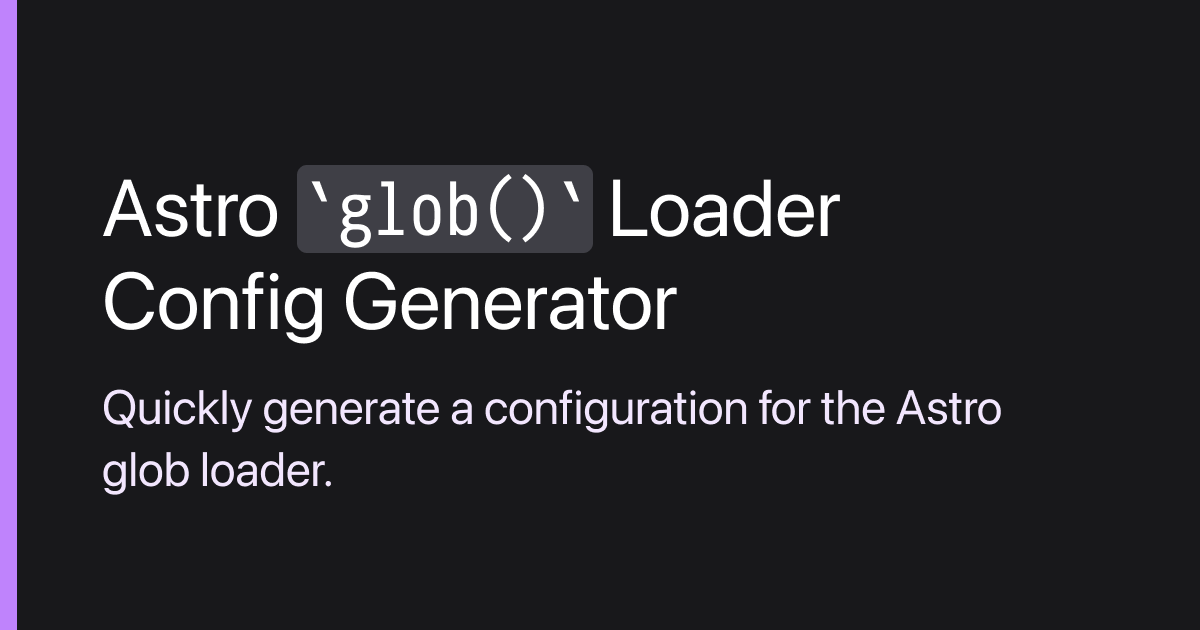 Astro `glob()` Loader
Config Generator
Quickly generate a configuration for the Astro
glob loader.